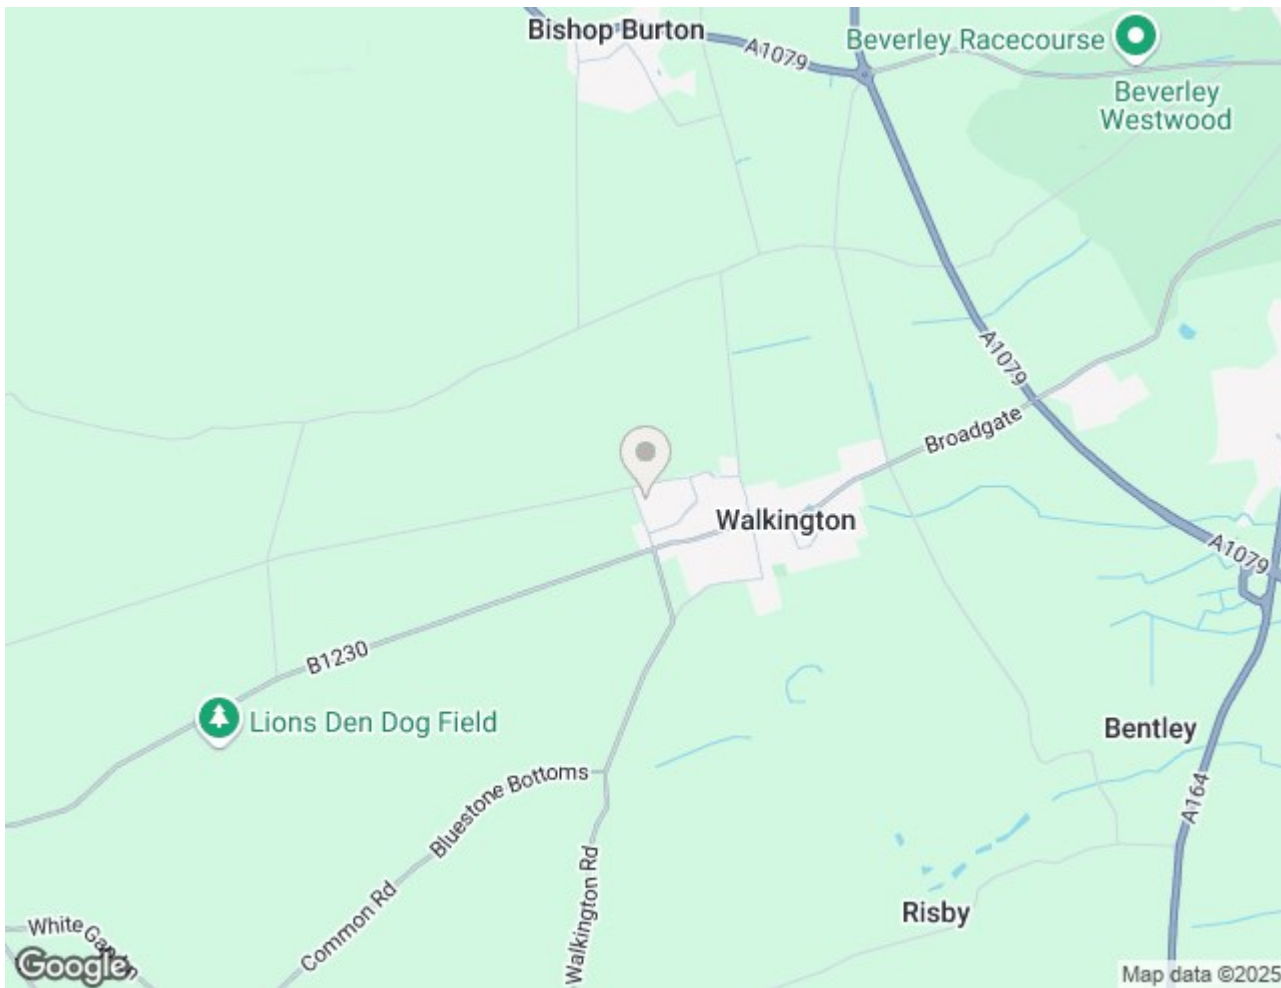 Bishop Burton
A1079
Beverley Racecourse
Beverley
Westwood
A1079
Broadgate
Walkington
A1079
B1230
Lions Den Dog Field
Bentley
Bluestone Bottoms
A164
Common Rd
Walkington Rd
Risby
White Gap
Google
Map data ©2025